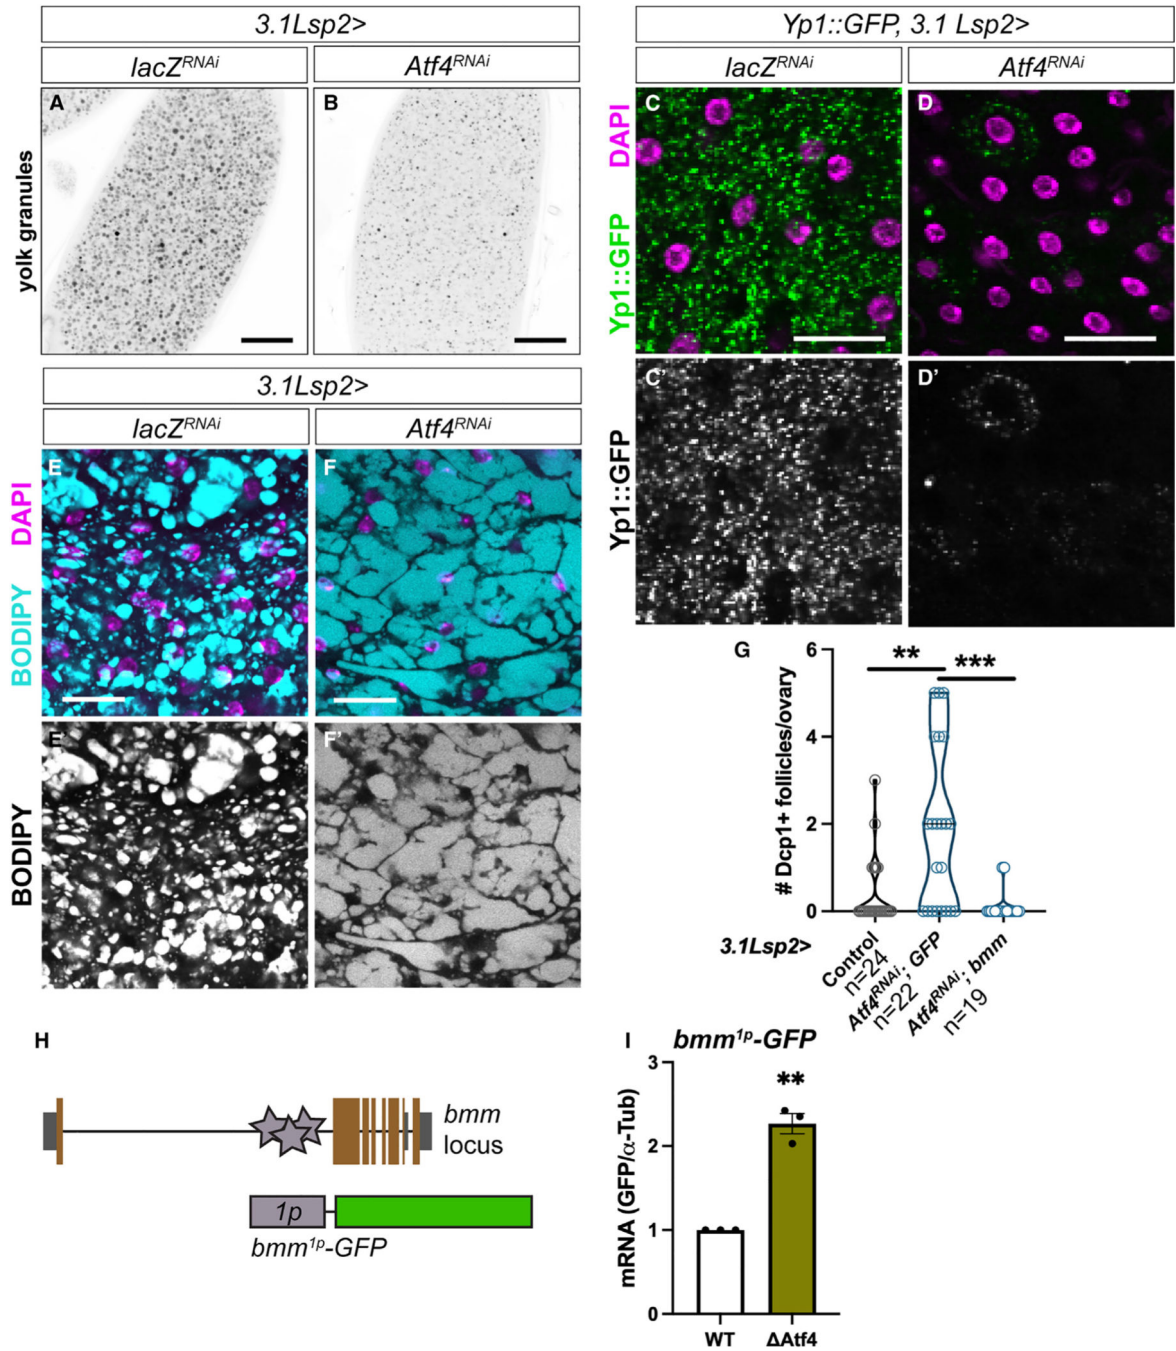 3.1Lsp2>
lacZRNAi
Atf4RNAi
A
B
yolk granules
Yp1::GFP, 3.1 Lsp2>
lacZRNAi
Atf4RNAi
C
D
Yp1::GFP DAPI
C'
D'
Yp1::GFP
3.1Lsp2>
lacZRNAi
Atf4RNAi
E
F
BODIPY DAPI
E'
F'
BODIPY
G
6
4
2
0
# Dcp1+ follicles/ovary
**
***
3.1Lsp2>
Control
n=24
Atf4RNAi, GFP
n=22
Atf4RNAi, bmm
n=19
H
bmm
locus
1p
bmm1p-GFP
I
bmm1p-GFP
3
2
1
0
mRNA (GFP/α-Tub)
**
WT
ΔAtf4